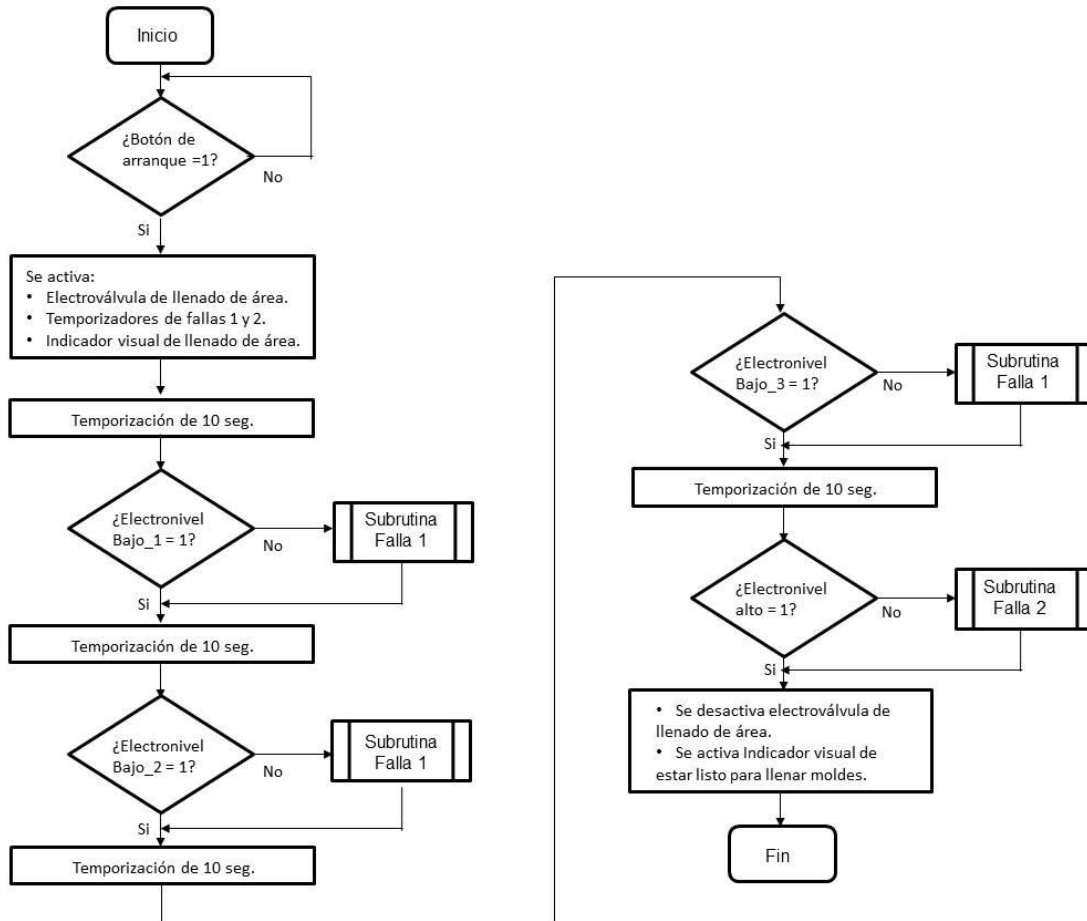 Inicio
¿Botón de
arranque =1?
No
Si
Se activa:
• Electroválvula de llenado de área.
• Temporizadores de fallas 1 y 2.
• Indicador visual de llenado de área.
Temporización de 10 seg.
¿Electronivel
Bajo_1 = 1?
No
Subrutina
Falla 1
Si
Temporización de 10 seg.
¿Electronivel
Bajo_2 = 1?
No
Subrutina
Falla 1
Si
Temporización de 10 seg.
¿Electronivel
Bajo_3 = 1?
No
Subrutina
Falla 1
Si
Temporización de 10 seg.
¿Electronivel
alto = 1?
No
Subrutina
Falla 2
Si
• Se desactiva electroválvula de
llenado de área.
• Se activa Indicador visual de
estar listo para llenar moldes.
Fin